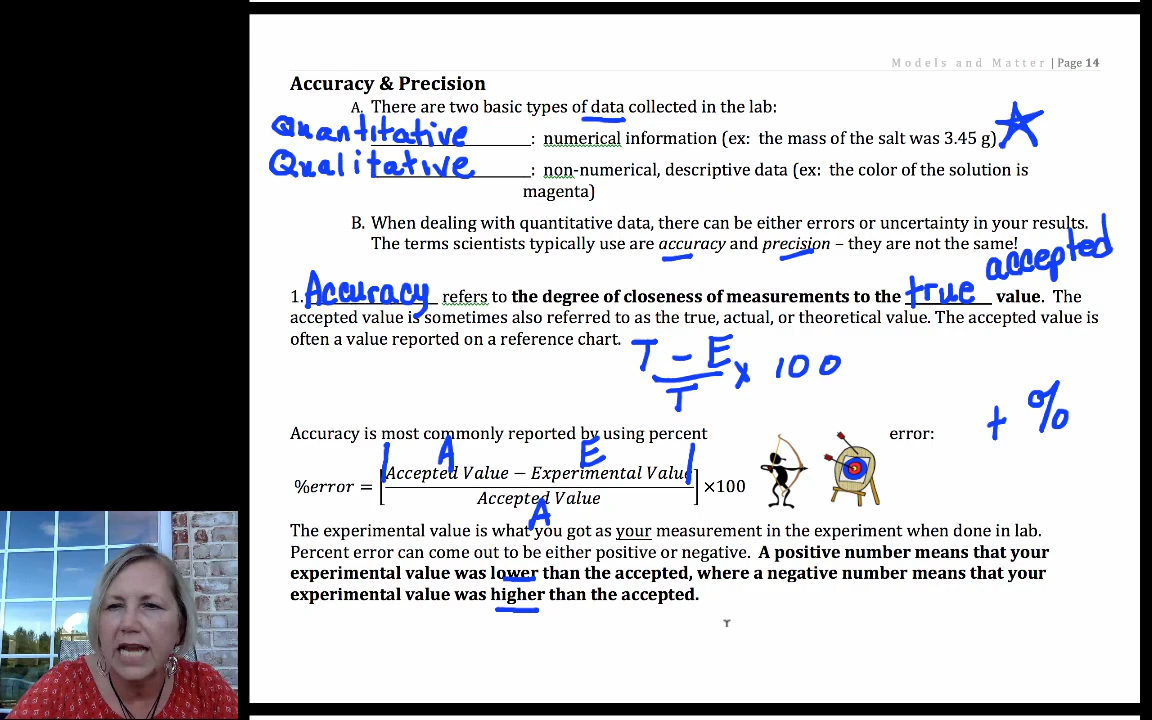 Models and Matter | Page 14
Accuracy & Precision
A. There are two basic types of data collected in the lab:
Quantitative : numerical information (ex: the mass of the salt was 3.45 g)
Qualitative : non-numerical, descriptive data (ex: the color of the solution is
magenta)
B. When dealing with quantitative data, there can be either errors or uncertainty in your results.
The terms scientists typically use are accuracy and precision – they are not the same!
accepted
1. Accuracy refers to the degree of closeness of measurements to the true value. The
accepted value is sometimes also referred to as the true, actual, or theoretical value. The accepted value is
often a value reported on a reference chart.
T - E
T
x 100
+ %
Accuracy is most commonly reported by using percent error:
A E
%error = [Accepted Value − Experimental Value
Accepted Value] ×100
A
The experimental value is what you got as your measurement in the experiment when done in lab.
Percent error can come out to be either positive or negative. A positive number means that your
experimental value was lower than the accepted, where a negative number means that your
experimental value was higher than the accepted.